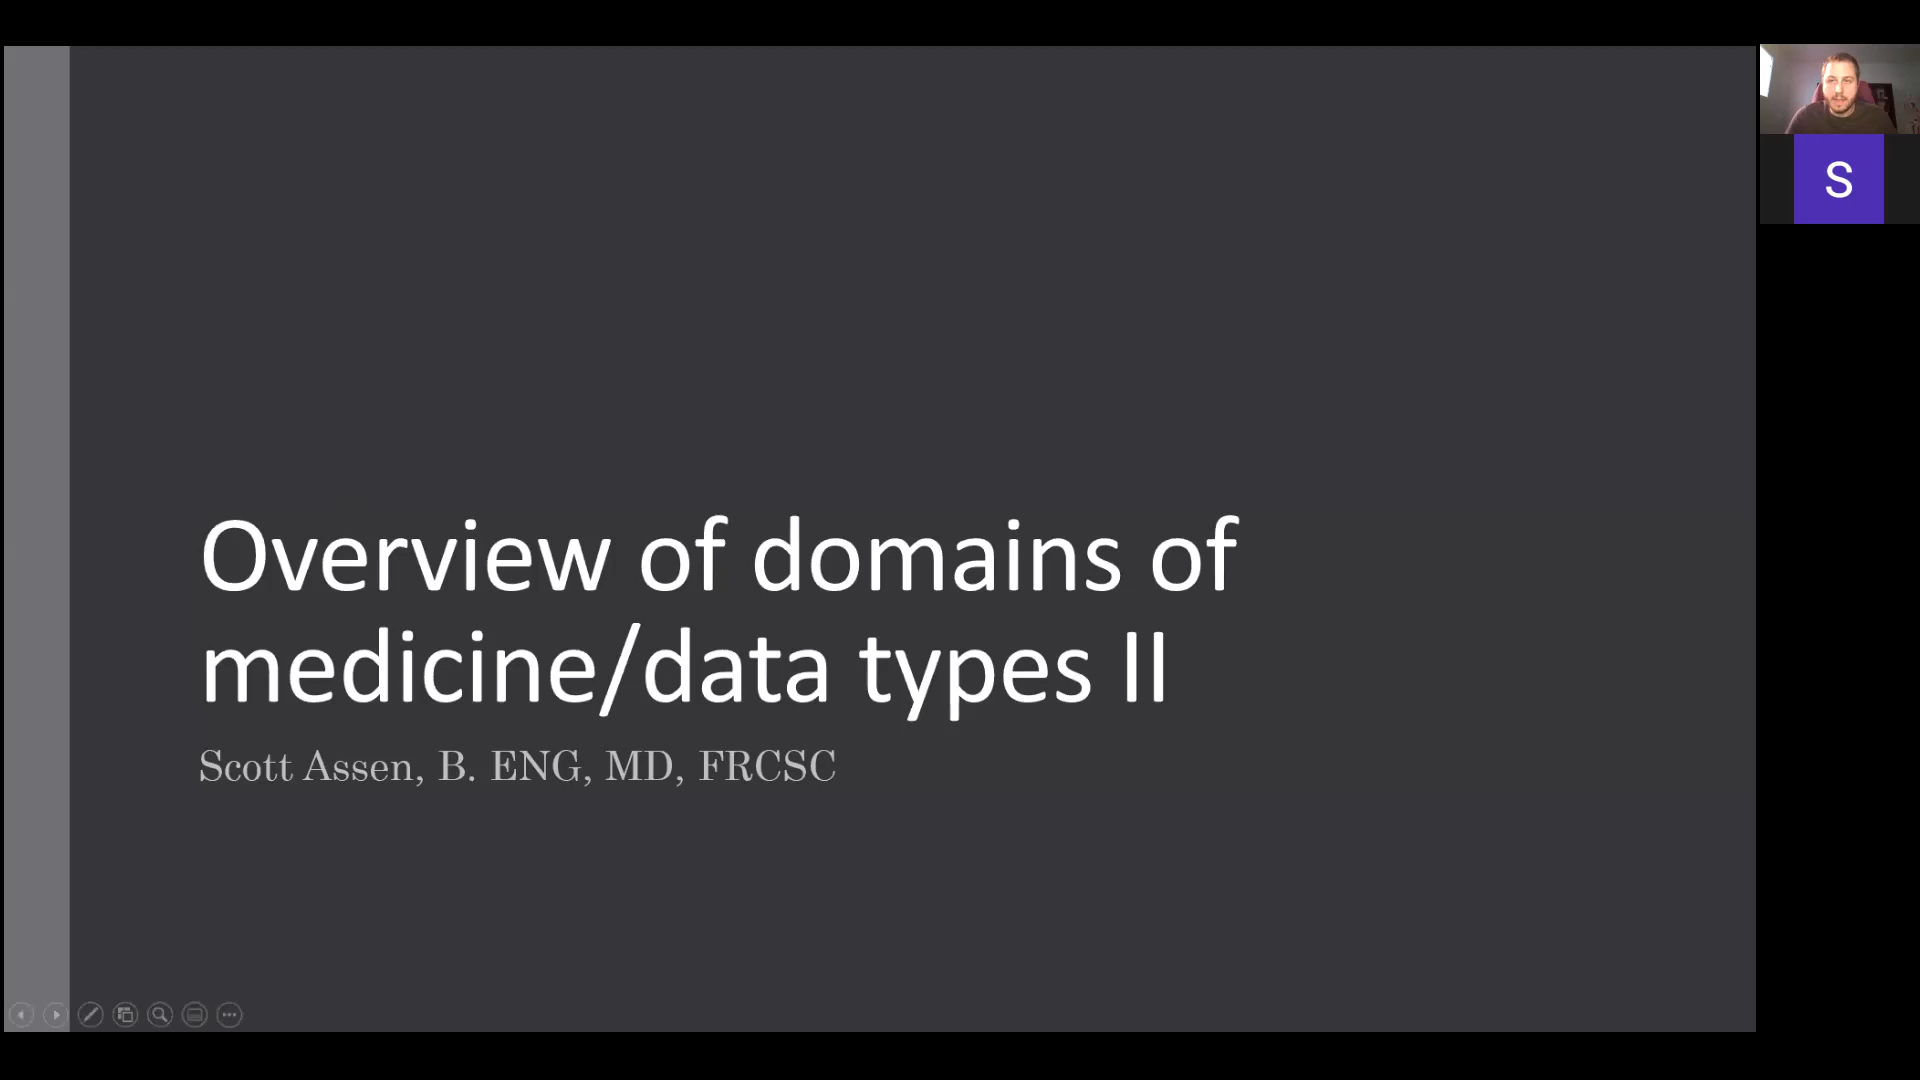 Overview of domains of
medicine/data types II
Scott Assen, B. ENG, MD, FRCSC
S